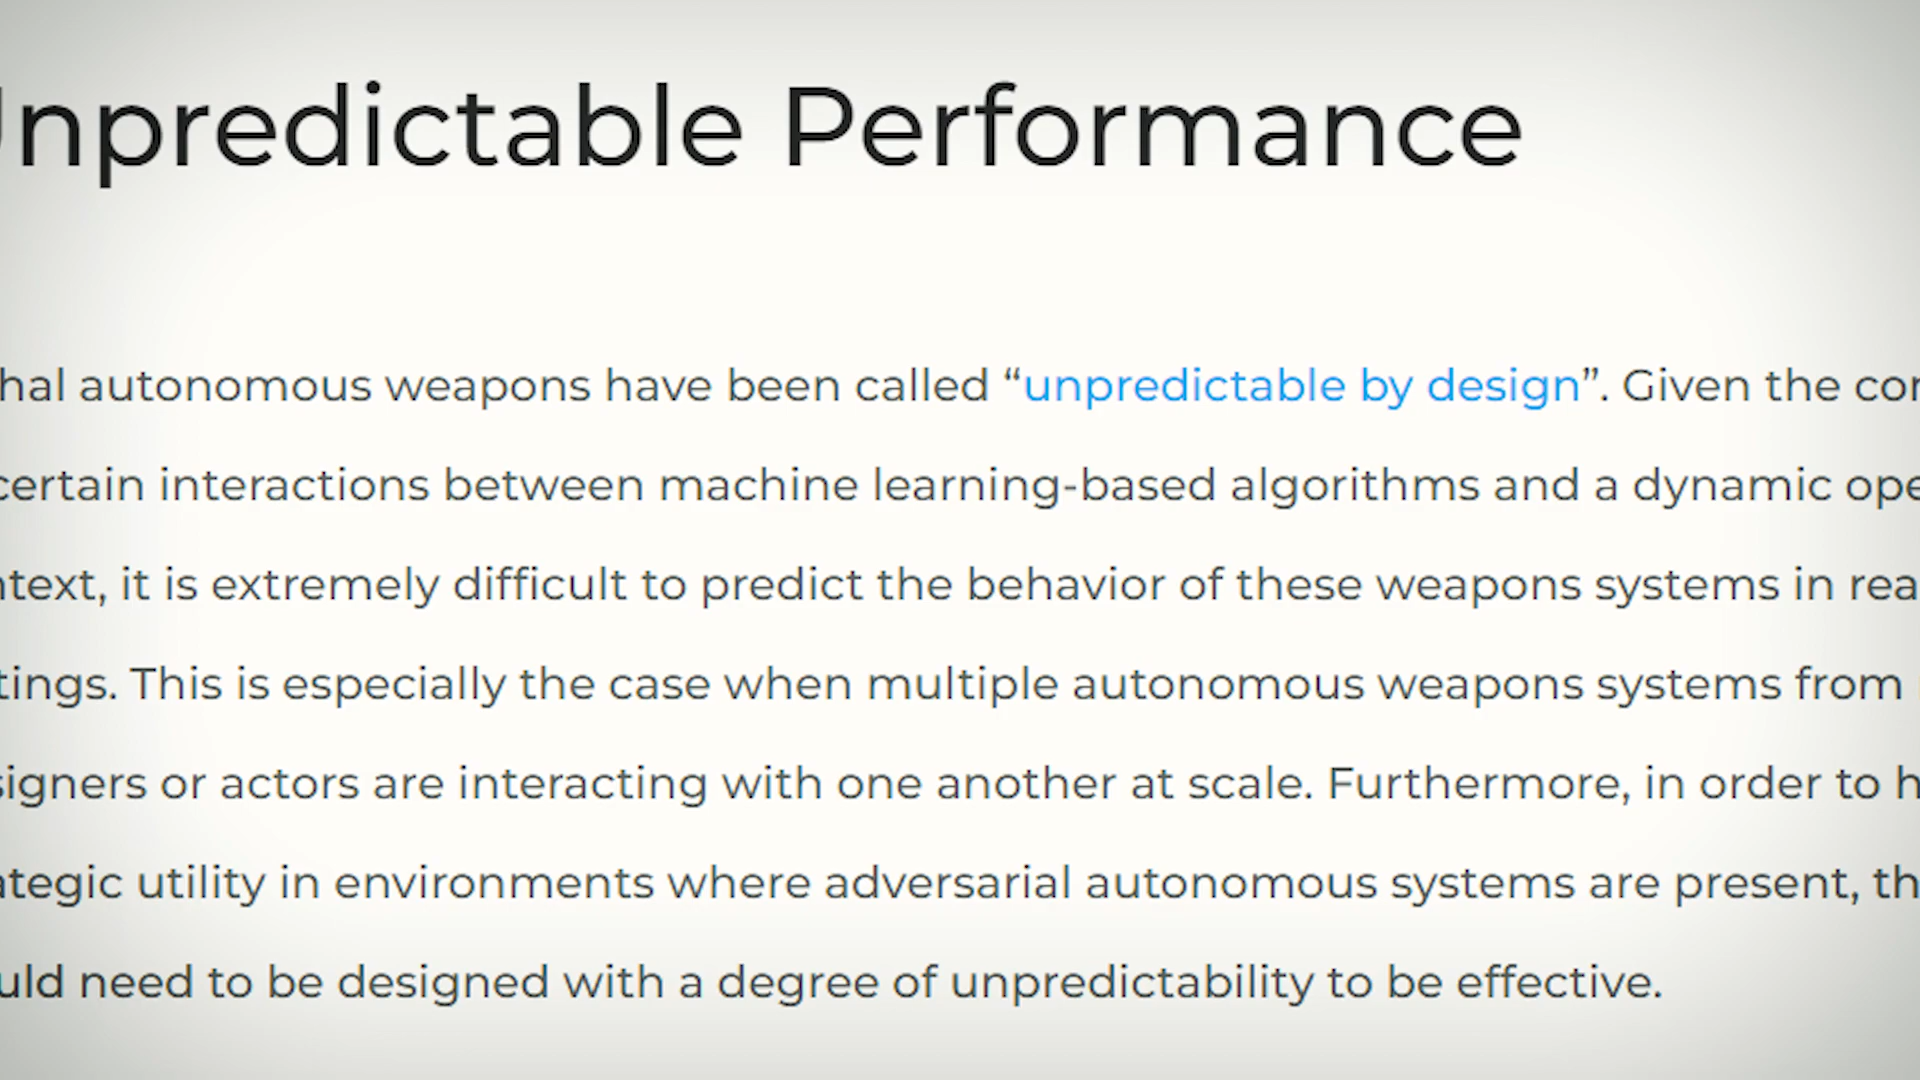 Unpredictable Performance
hal autonomous weapons have been called “unpredictable by design”. Given the cor
certain interactions between machine learning-based algorithms and a dynamic ope
ntext, it is extremely difficult to predict the behavior of these weapons systems in rea
tings. This is especially the case when multiple autonomous weapons systems from
signers or actors are interacting with one another at scale. Furthermore, in order to h
ategic utility in environments where adversarial autonomous systems are present, th
uld need to be designed with a degree of unpredictability to be effective.